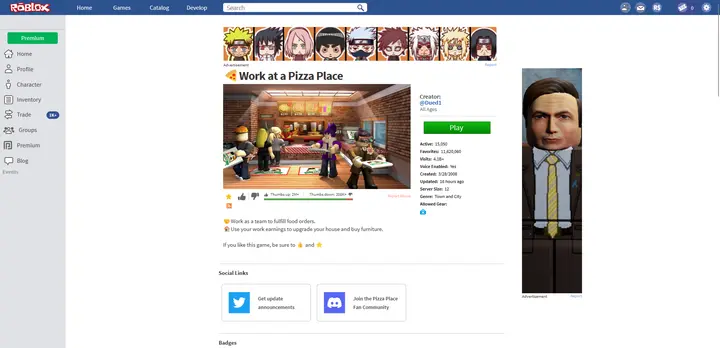 ROBLOX
Home
Games
Catalog
Develop
Search
0
Premium
Home
Profile
Character
Inventory
Trade
Groups
Premium
Blog
Events
Advertisement
Report
Work at a Pizza Place
Creator:
@Dued1
All Ages
Play
Active: 15,090
Favorites: 11,620,060
Visits: 4.1B+
Voice Enabled: Yes
Created: 3/28/2008
Updated: 18 hours ago
Server Size: 12
Genre: Town and City
Allowed Gear:
Thumbs up: 2M+
Thumbs down: 288K+
Report Abuse
Work as a team to fulfill food orders.
Use your work earnings to upgrade your house and buy furniture.
If you like this game, be sure to 👍 and ⭐
Social Links
Get update
announcements
Join the Pizza Place
Fan Community
Badges
Advertisement
Report